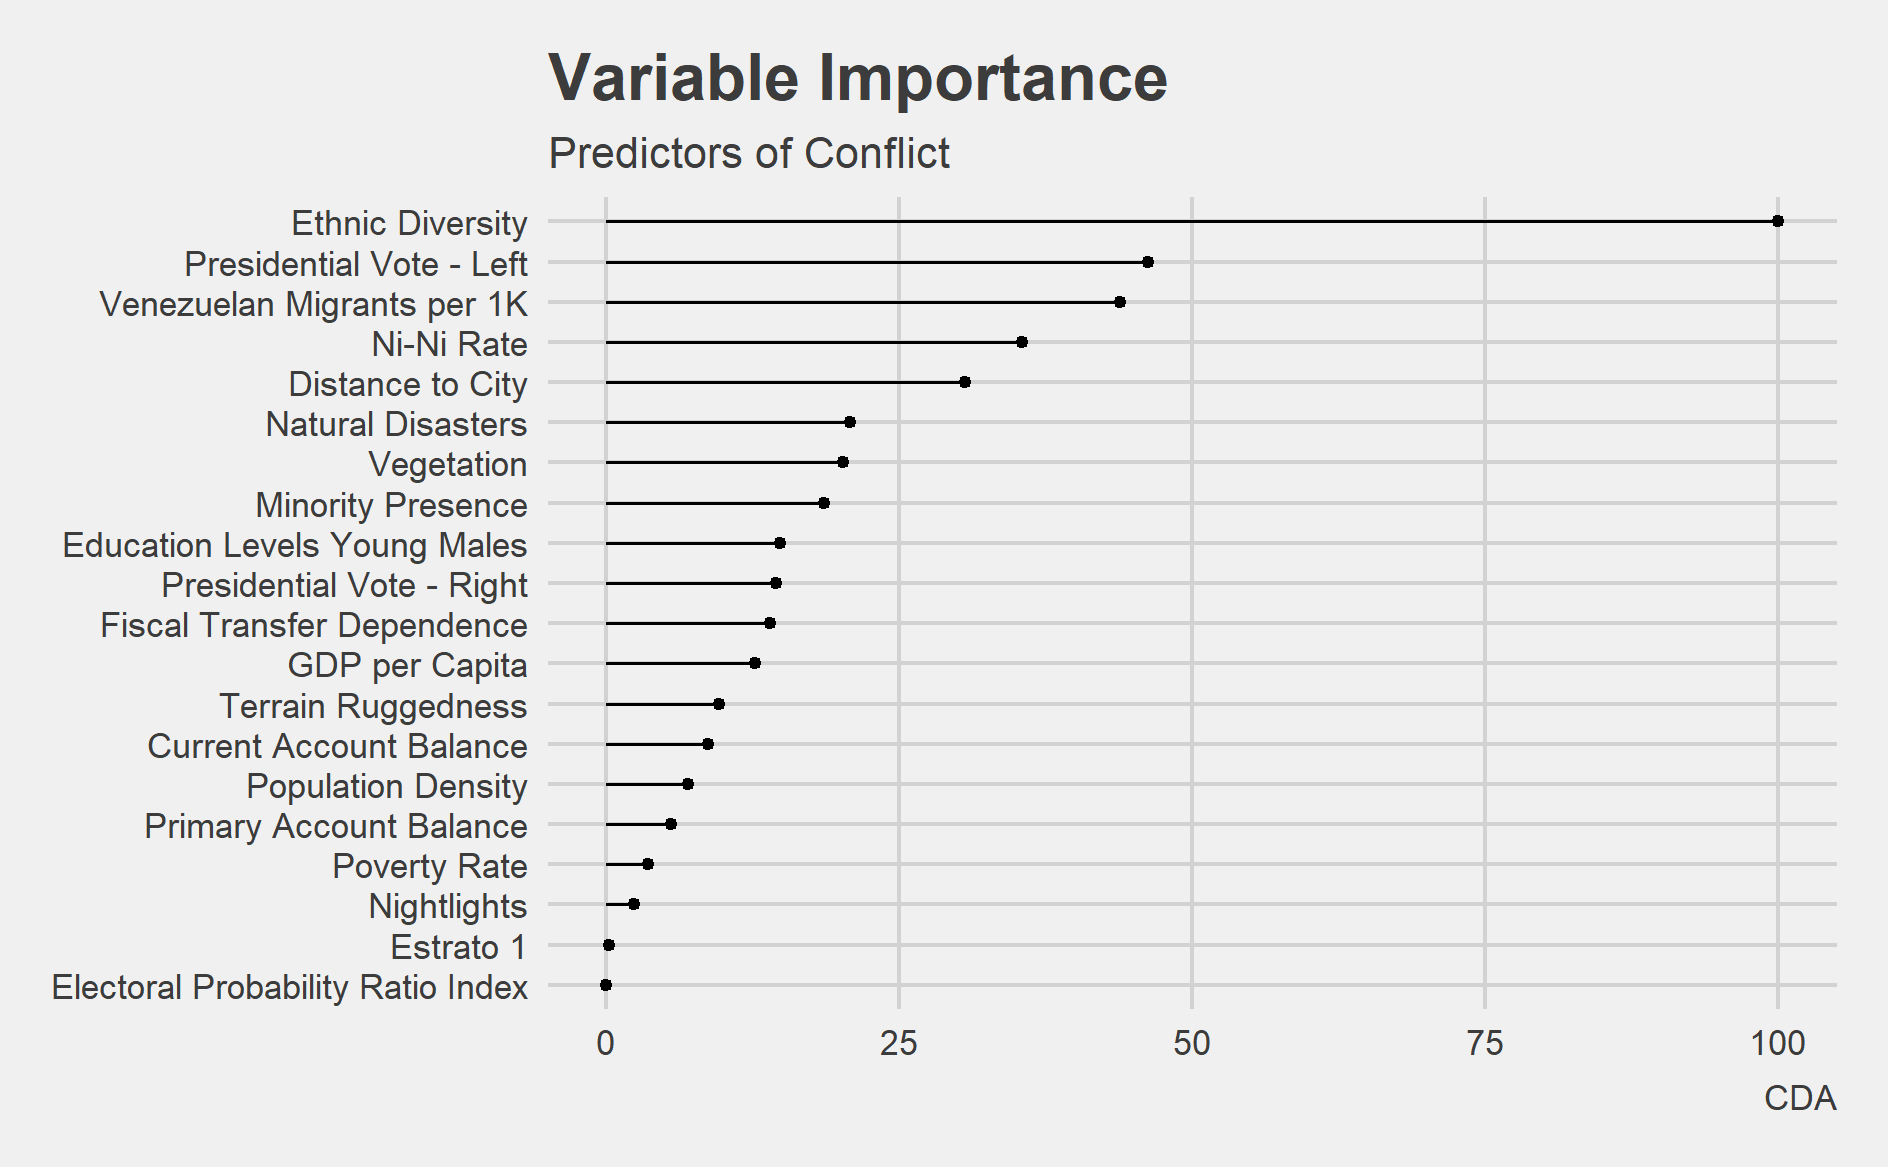 Variable Importance
Predictors of Conflict
Ethnic Diversity
Presidential Vote - Left
Venezuelan Migrants per 1K
Ni-Ni Rate
Distance to City
Natural Disasters
Vegetation
Minority Presence
Education Levels Young Males
Presidential Vote - Right
Fiscal Transfer Dependence
GDP per Capita
Terrain Ruggedness
Current Account Balance
Population Density
Primary Account Balance
Poverty Rate
Nightlights
Estrato 1
Electoral Probability Ratio Index
0 25 50 75 100
CDA